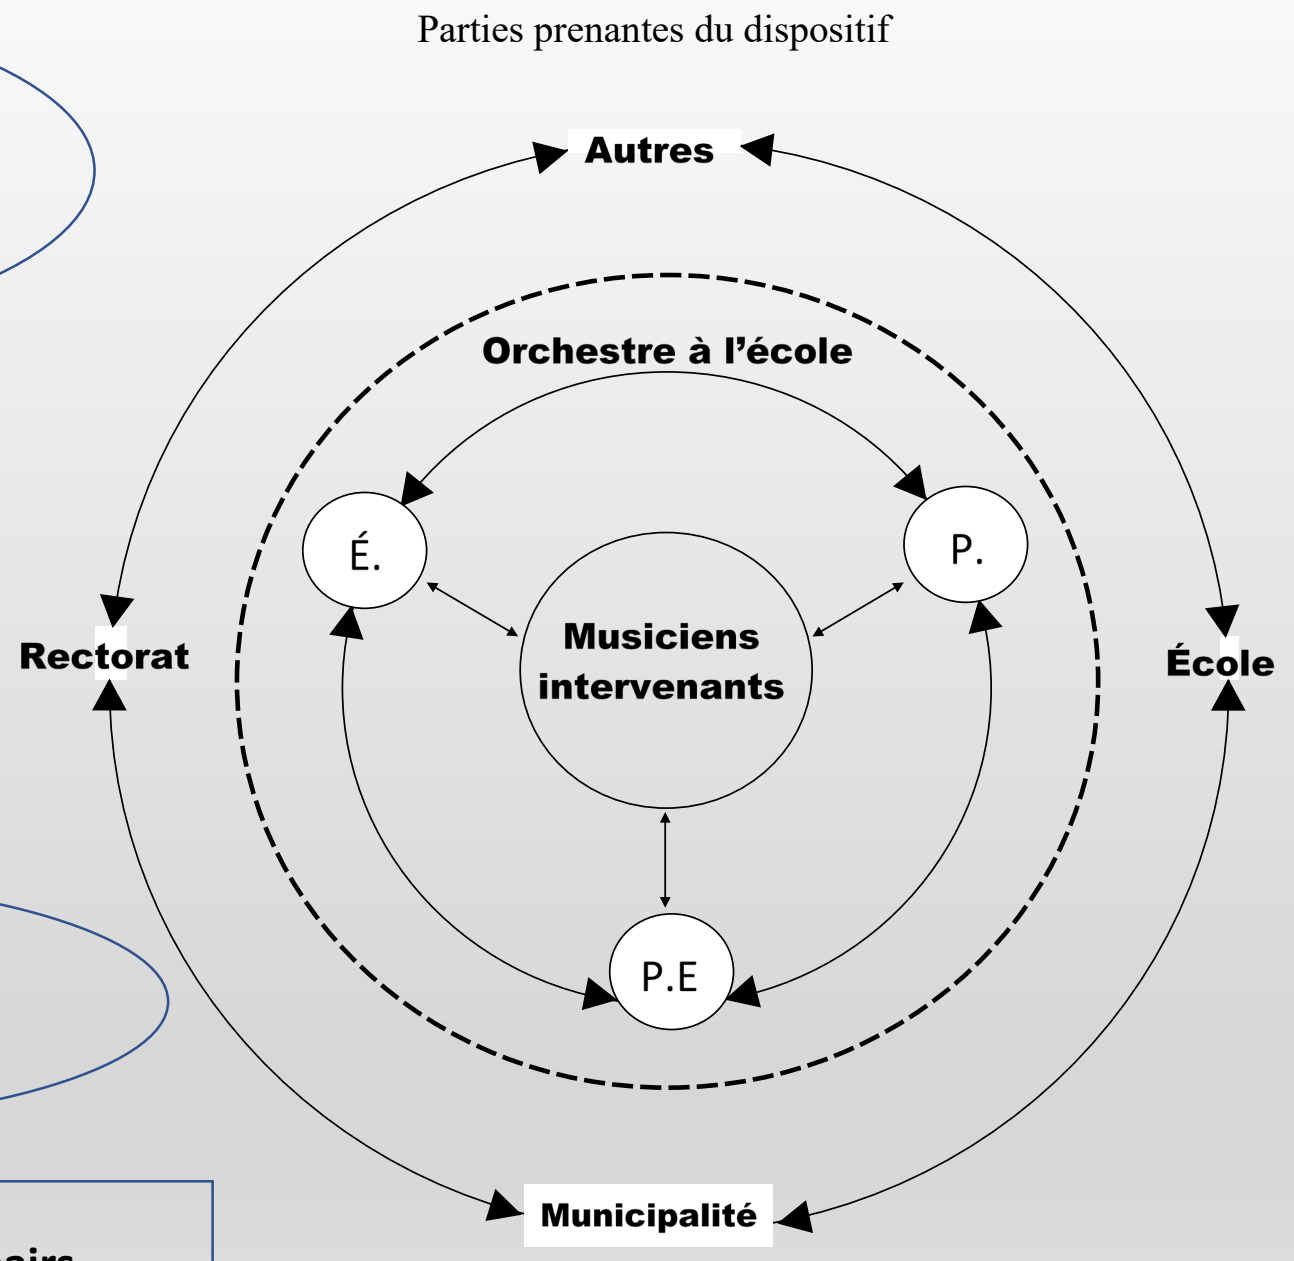 Parties prenantes du dispositif
Autres
Orchestre à l’école
É.
P.
Musiciens
intervenants
Rectorat
École
P.E
Municipalité